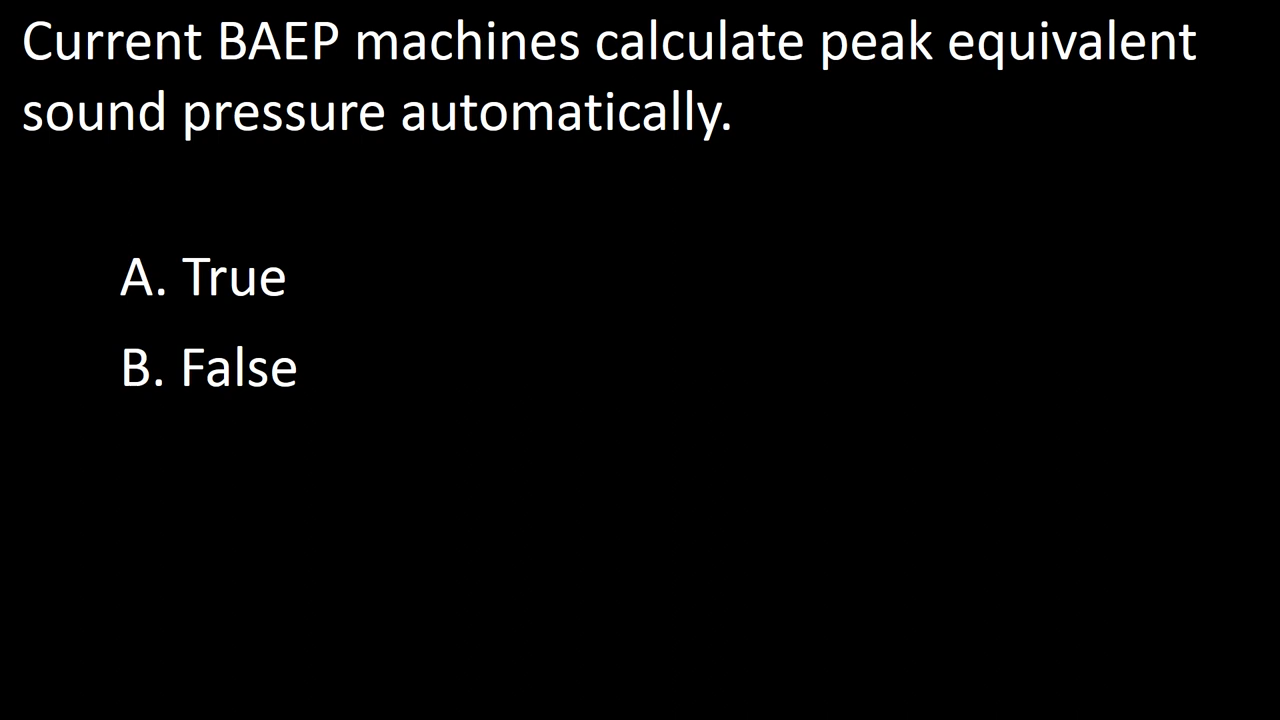 Current BAEP machines calculate peak equivalent
sound pressure automatically.
A. True
B. False